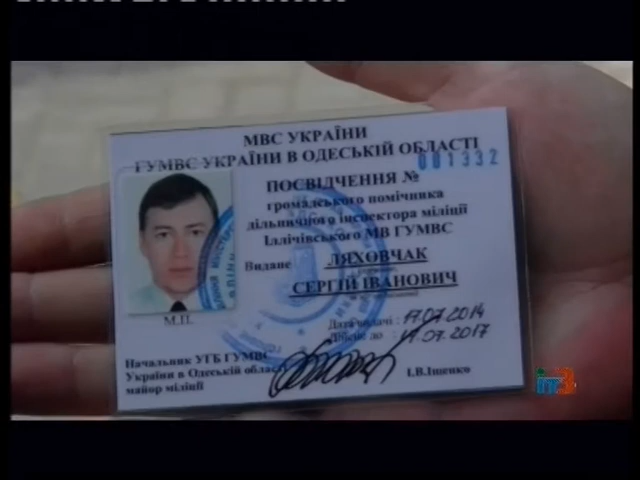 МВС УКРАЇНИ
ГУМВС УКРАЇНИ В ОДЕСЬКІЙ ОБЛАСТІ
001332
ПОСВІДЧЕННЯ №
громадського помічника
дільничного інспектора міліції
Іллічівського МВ ГУМВС
Видане ЛЯХОВЧАК
СЕРГІЙ ІВАНОВИЧ
М.П.
Дата видачі : 17.07.2014
Дійсне до : 17.07.2017
Начальник УГБ ГУМВС
України в Одеській області
майор міліції
І.В.Іщенко